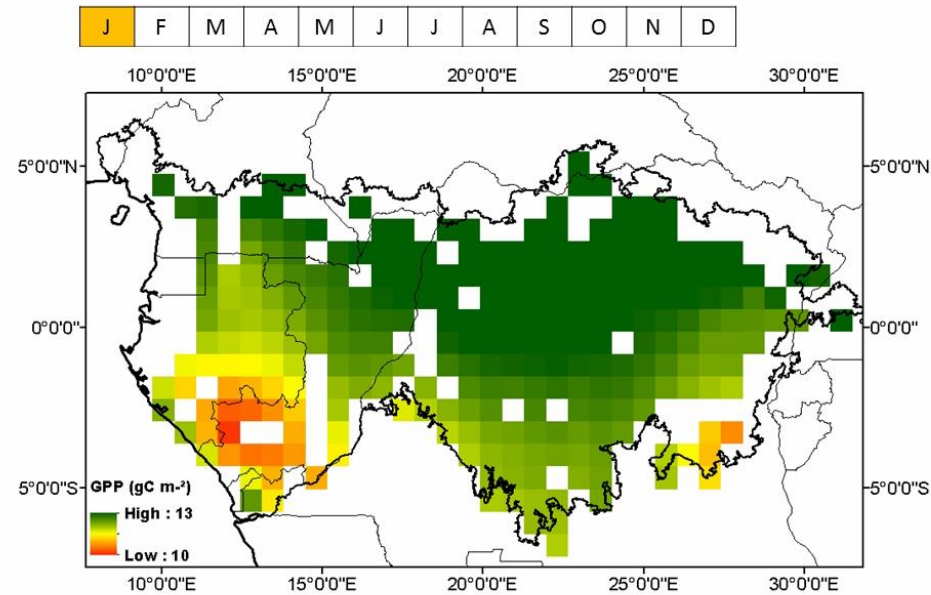 J F M A M J J A S O N D
10°0'0"E 15°0'0"E 20°0'0"E 25°0'0"E 30°0'0"E
5°0'0"N 5°0'0"N
0°0'0" 0°0'0"
5°0'0"S 5°0'0"S
GPP (gC m-²)
High : 13
Low : 10
10°0'0"E 15°0'0"E 20°0'0"E 25°0'0"E 30°0'0"E